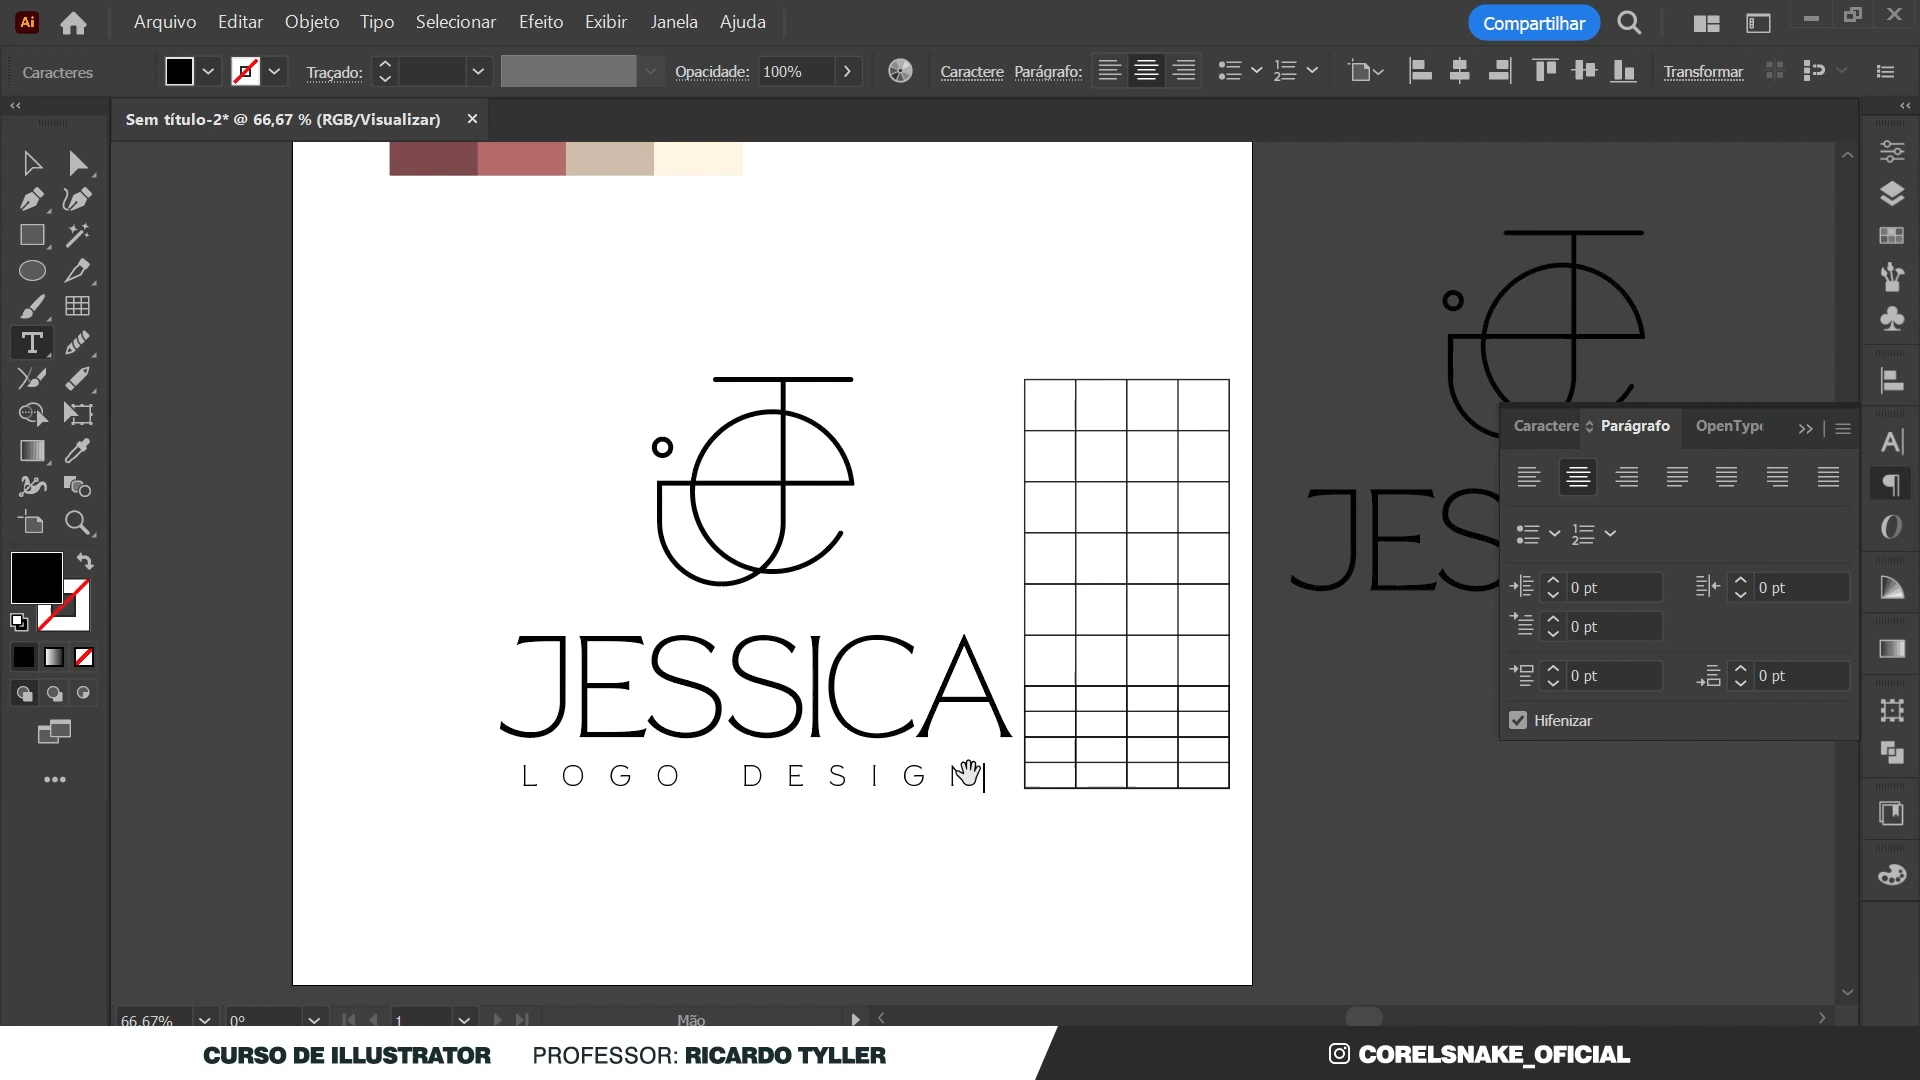 Ai Arquivo Editar Objeto Tipo Selecionar Efeito Exibir Janela Ajuda Compartilhar
Caracteres Traçado: Opacidade: 100% Caractere Parágrafo: Transformar
Sem título-2* @ 66,67 % (RGB/Visualizar)
Caractere Parágrafo OpenType
JES
0 pt 0 pt
0 pt
JESSICA
0 pt 0 pt
Hifenizar
LOGO DESIGN
66,67% 0° 1 Mão
CURSO DE ILLUSTRATOR PROFESSOR: RICARDO TYLLER CORELSNAKE_OFICIAL